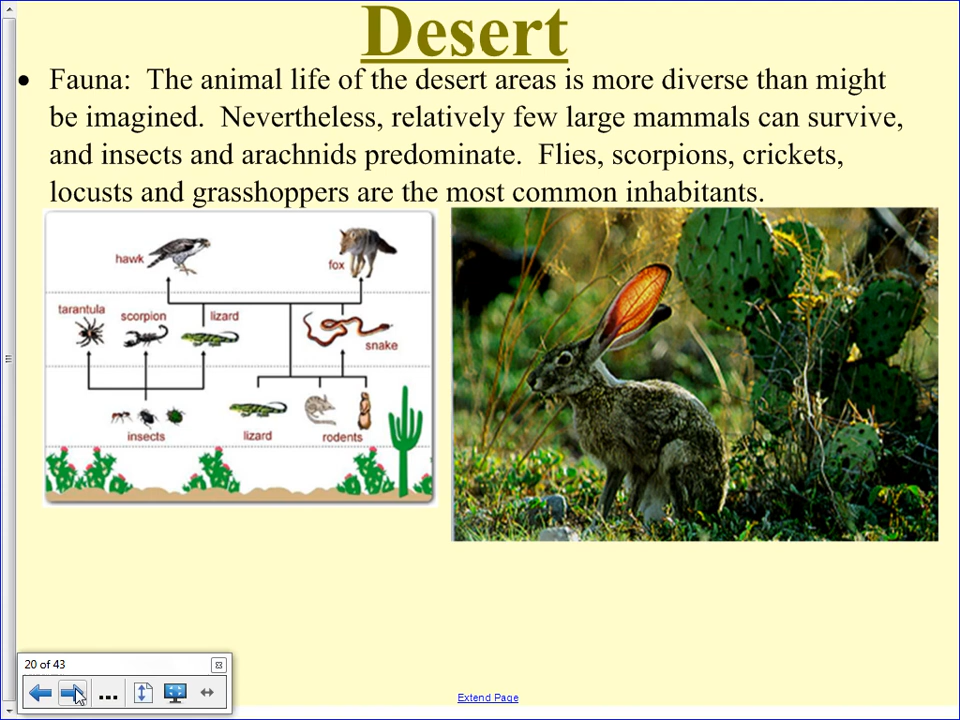 Desert
• Fauna:  The animal life of the desert areas is more diverse than might
be imagined.  Nevertheless, relatively few large mammals can survive,
and insects and arachnids predominate.  Flies, scorpions, crickets,
locusts and grasshoppers are the most common inhabitants.
hawk
fox
tarantula
scorpion
lizard
snake
insects
lizard
rodents
20 of 43
...
Extend Page